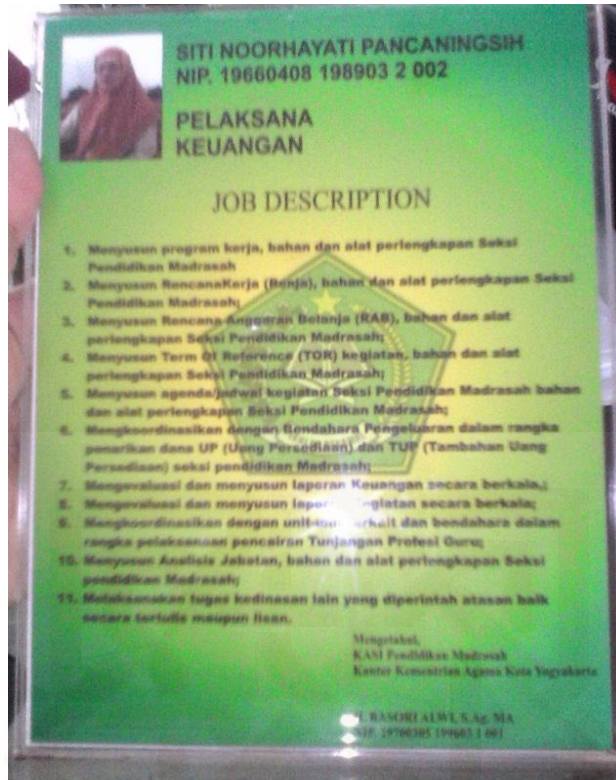 SITI NOORHAYATI PANCANINGSIH
NIP. 19660408 198903 2 002
PELAKSANA
KEUANGAN
JOB DESCRIPTION
1. Menyusun program kerja, bahan dan alat perlengkapan Seksi
Pendidikan Madrasah
2. Menyusun RencanaKerja (Renja), bahan dan alat perlengkapan Seksi
Pendidikan Madrasah;
3. Menyusun Rencana Anggaran Belanja (RAB), bahan dan alat
perlengkapan Seksi Pendidikan Madrasah;
4. Menyusun Term Of Reference (TOR) kegiatan, bahan dan alat
perlengkapan Seksi Pendidikan Madrasah;
5. Menyusun agenda/jadwal kegiatan Seksi Pendidikan Madrasah bahan
dan alat perlengkapan Seksi Pendidikan Madrasah;
6. Mengkordinasikan dengan Bendahara Pengeluaran dalam rangka
penarikan dana UP (Uang Persediaan) dan TUP (Tambahan Uang
Persediaan) seksi pendidikan Madrasah;
7. Mengevaluasi dan menyusun laporan Keuangan secara berkala,;
8. Mengevaluasi dan menyusun kegiatan secara berkala;
9. Mengkoordinasikan dengan terkait dan bendahara dalam
rangka pelaksanaan pencairan Tunjangan Profesi Guru;
10. Menyusun Analisis Jabatan, bahan dan alat perlengkapan Seksi
pendidikan Madrasah;
11. Melaksanakan tugas kedinasan lain yang diperintah atasan baik
secara tertulis maupun lisan.
Mengetahui,
KASI Pendidikan Madrasah
Kantor Kementrian Agama Kota Yogyakarta
RASORI ALWI, S.Ag. MA
NIP. 19700305 199603 1 001